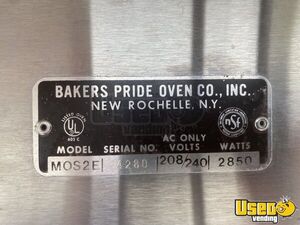 BAKERS PRIDE OVEN CO., INC.
NEW ROCHELLE, N.Y.
UL
nsf
AC ONLY
MODEL SERIAL NO. VOLTS WATTS
MOS2E 4280 208/240 2850
Used
vending